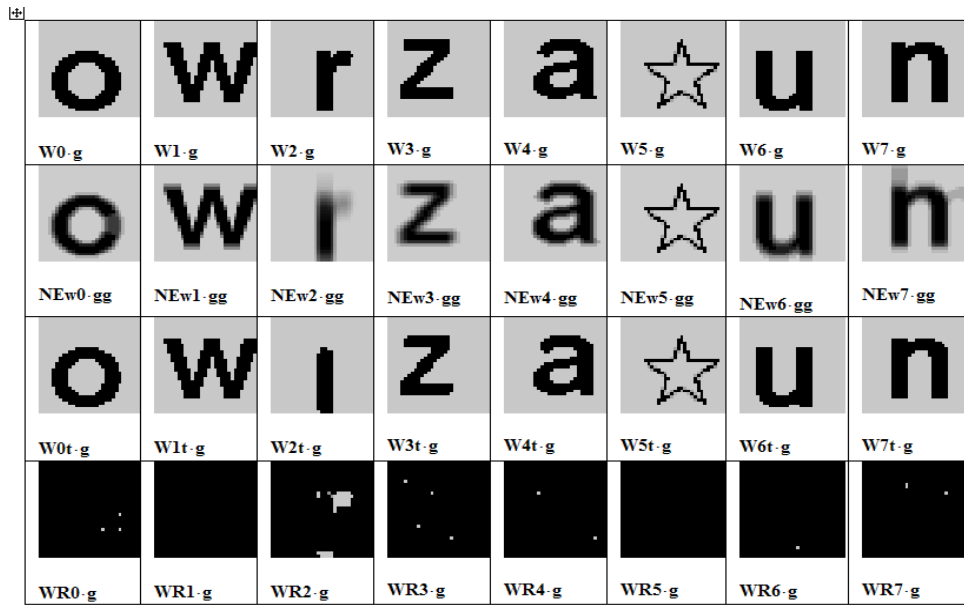 o w r z a u n
W0-g W1-g W2-g W3-g W4-g W5-g W6-g W7-g
o w r z a u n
NEw0-gg NEw1-gg NEw2-gg NEw3-gg NEw4-gg NEw5-gg NEw6-gg NEw7-gg
o w ı z a u n
W0t-g W1t-g W2t-g W3t-g W4t-g W5t-g W6t-g W7t-g
WR0-g WR1-g WR2-g WR3-g WR4-g WR5-g WR6-g WR7-g